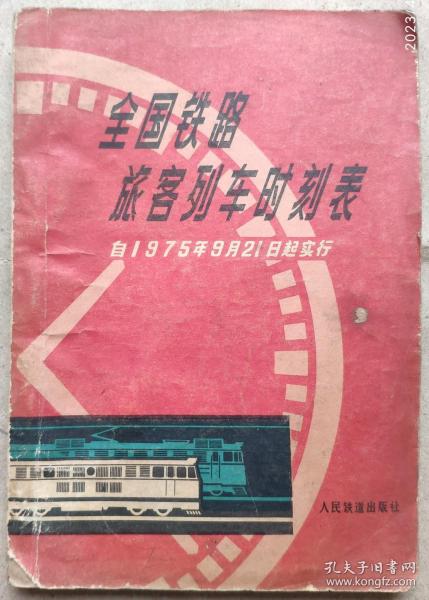 2023/
全国铁路
旅客列车时刻表
自1975年9月21日起实行
人民铁道出版社
孔夫子旧书网
book.kongfz.com